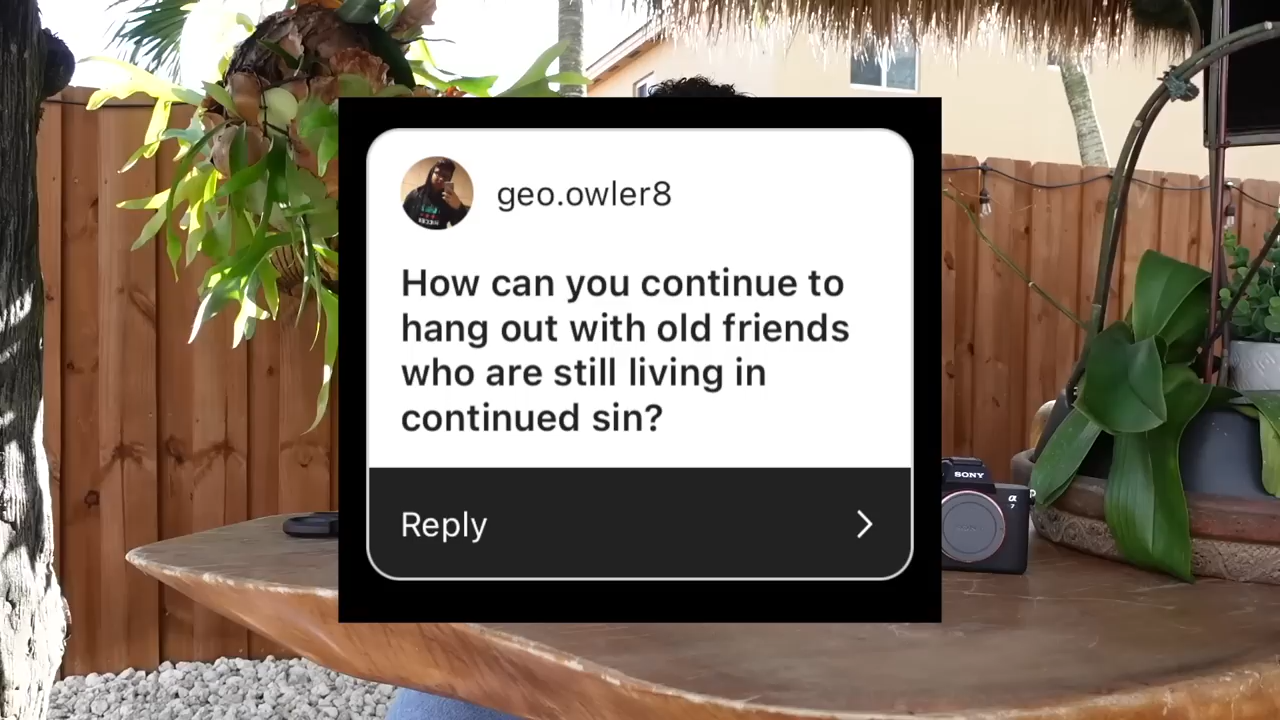 geo.owler8
How can you continue to
hang out with old friends
who are still living in
continued sin?
Reply
SONY
α
7